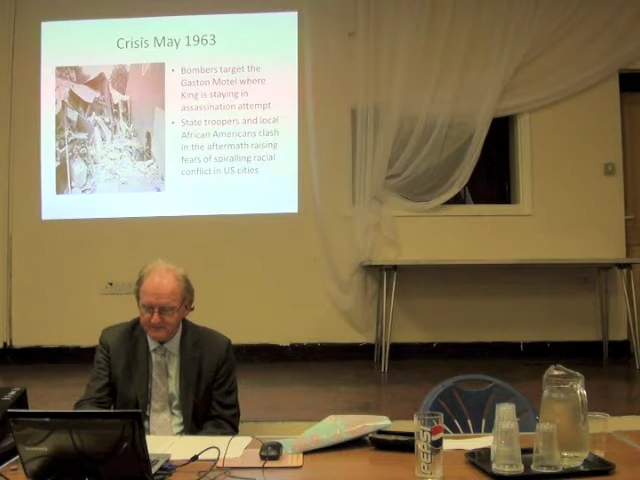 Crisis May 1963
• Bombers target the
Gaston Motel where
King is staying in
assassination attempt
• State troopers and local
African Americans clash
in the aftermath raising
fears of spiralling racial
conflict in US cities
PEPSI